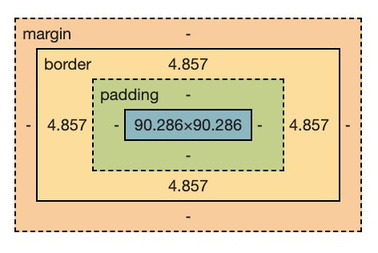 margin -
border 4.857
padding -
- 4.857 - 90.286×90.286 - 4.857 -
-
4.857
-